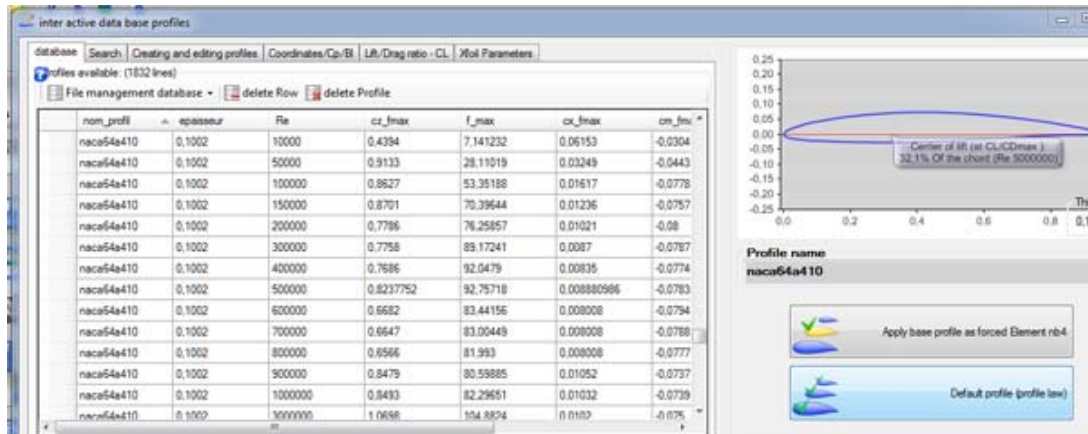 inter active data base profiles
database Search Creating and editing profiles Coordinates/Cp/Bl Lift/Drag ratio - CL Xfoil Parameters
Profiles available: (1832 lines)
File management database delete Row delete Profile
nom_profil epaisseur Re cz_fmax f_max cx_fmax
naca64a410 0,1002 10000 0,4394 7,141232 0,06153 -0,0304
naca64a410 0,1002 50000 0,9133 28,11019 0,03249 -0,0443
naca64a410 0,1002 100000 0,8627 53,35188 0,01617 -0,0778
naca64a410 0,1002 150000 0,8701 70,39644 0,01236 -0,0757
naca64a410 0,1002 200000 0,7786 76,25857 0,01021 -0,08
naca64a410 0,1002 300000 0,7758 89,17241 0,0087 -0,0787
naca64a410 0,1002 400000 0,7686 92,0479 0,00835 -0,0774
naca64a410 0,1002 500000 0,8237752 92,75718 0,008880986 -0,0783
naca64a410 0,1002 600000 0,6682 83,44156 0,008008 -0,0794
naca64a410 0,1002 700000 0,6647 83,00449 0,008008 -0,0788
naca64a410 0,1002 800000 0,6566 81,993 0,008008 -0,0777
naca64a410 0,1002 900000 0,8479 80,59885 0,01052 -0,0737
naca64a410 0,1002 1000000 0,8493 82,29651 0,01032 -0,0739
naca64a410 0,1002 3000000 1,0698 104,8824 0,0102 -0,075
0,25
0,20
0,15
0,10
0,05
0,00
-0,05
-0,10
-0,15
-0,20
-0,25
0,0 0,2 0,4 0,6 0,8
Center of lift (at CL/CDmax )
32,1% Of the chord (Re 5000000)
Profile name
naca64a410
Apply base profile as forced Element nb4
Default profile (profile law)